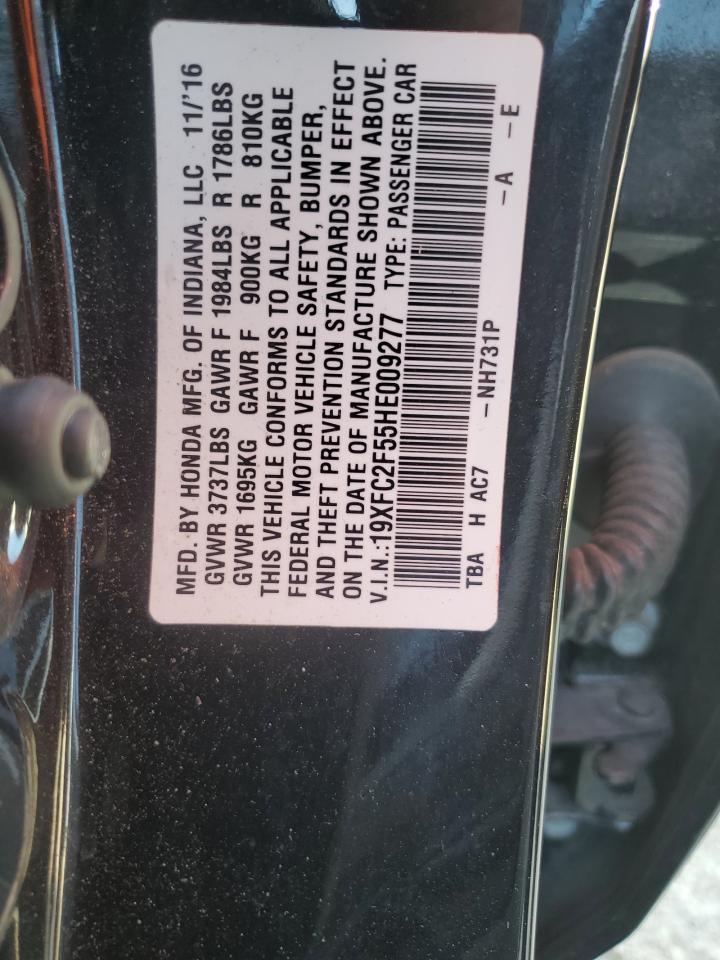 MFD. BY HONDA MFG. OF INDIANA, LLC 11/'16
GVWR 3737LBS GAWR F 1984LBS R 1786LBS
GVWR 1695KG GAWR F 900KG R 810KG
THIS VEHICLE CONFORMS TO ALL APPLICABLE
FEDERAL MOTOR VEHICLE SAFETY, BUMPER,
AND THEFT PREVENTION STANDARDS IN EFFECT
ON THE DATE OF MANUFACTURE SHOWN ABOVE.
V.I.N.:19XFC2F55HE009277 TYPE: PASSENGER CAR
TBA H AC7 -NH731P -A -E